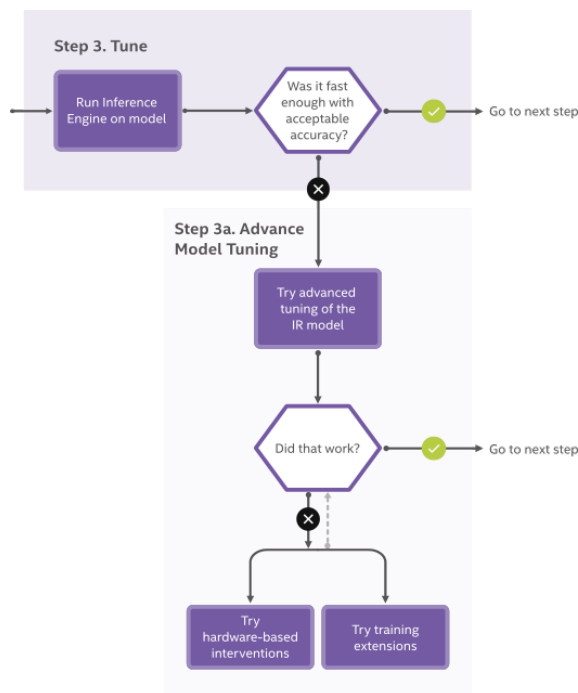 Step 3. Tune
Run Inference
Engine on model
Was it fast
enough with
acceptable
accuracy?
Go to next step
Step 3a. Advance
Model Tuning
Try advanced
tuning of the
IR model
Did that work?
Go to next step
Try
hardware-based
interventions
Try training
extensions